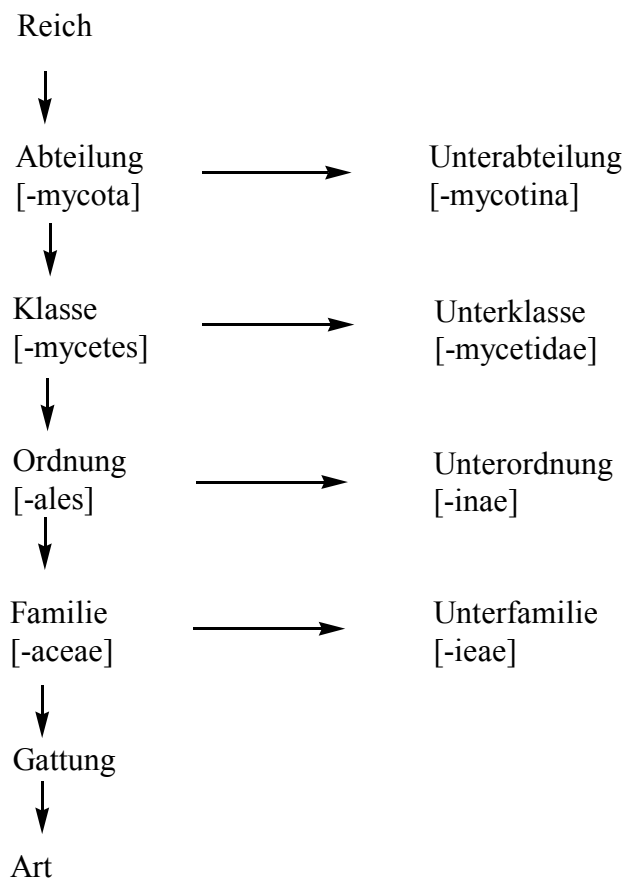 Reich
Abteilung
[-mycota]
Unterabteilung
[-mycotina]
Klasse
[-mycetes]
Unterklasse
[-mycetidae]
Ordnung
[-ales]
Unterordnung
[-inae]
Familie
[-aceae]
Unterfamilie
[-ieae]
Gattung
Art